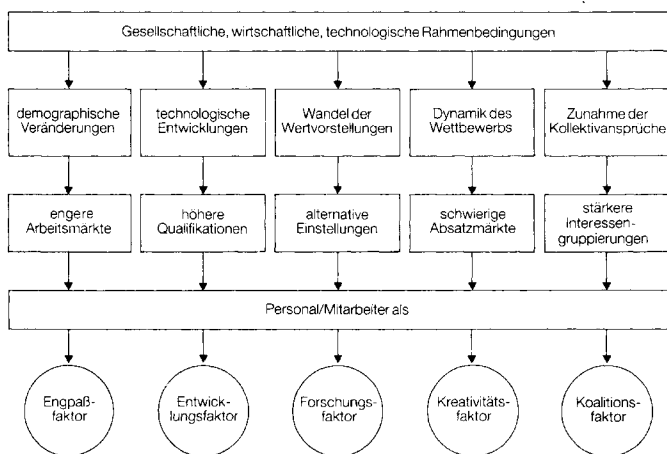 Gesellschaftliche, wirtschaftliche, technologische Rahmenbedingungen
demographische
Veränderungen
technologische
Entwicklungen
Wandel der
Wertvorstellungen
Dynamik des
Wettbewerbs
Zunahme der
Kollektivansprüche
engere
Arbeitsmärkte
höhere
Qualifikationen
alternative
Einstellungen
schwierige
Absatzmärkte
stärkere
Interessen-
gruppierungen
Personal/Mitarbeiter als
Engpaß-
faktor
Entwick-
lungsfaktor
Forschungs-
faktor
Kreativitäts-
faktor
Koalitions-
faktor